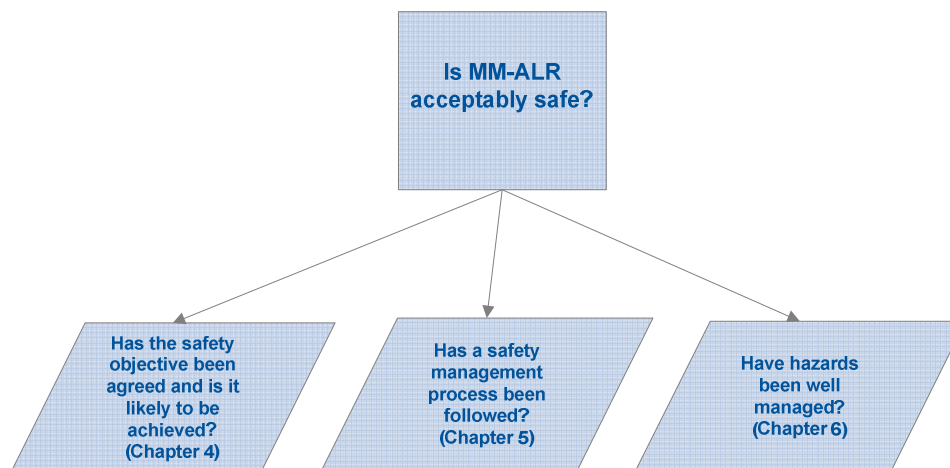 Is MM-ALR
acceptably safe?
Has the safety
objective been
agreed and is it
likely to be
achieved?
(Chapter 4)
Has a safety
management
process been
followed?
(Chapter 5)
Have hazards
been well
managed?
(Chapter 6)